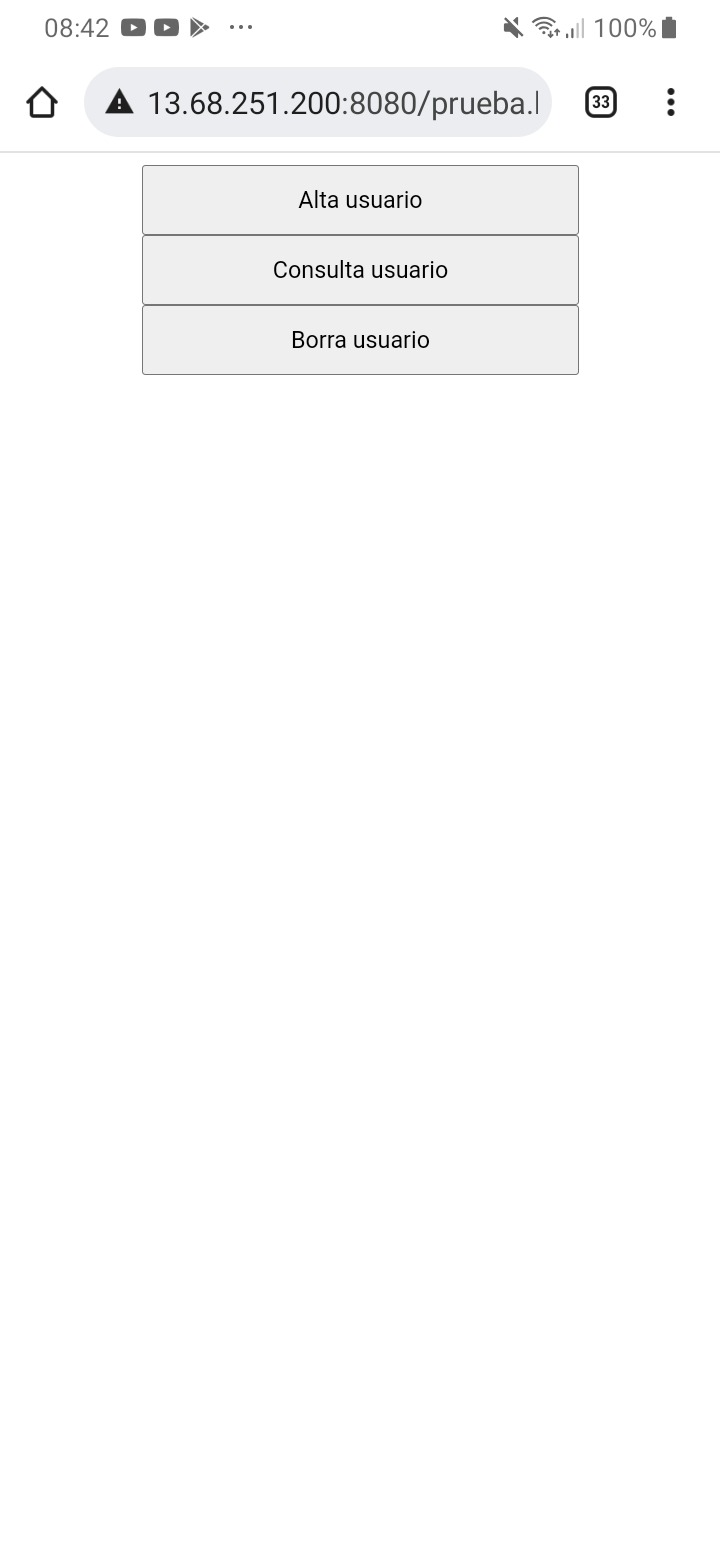 08:42 100%
13.68.251.200:8080/prueba. 33
Alta usuario
Consulta usuario
Borra usuario